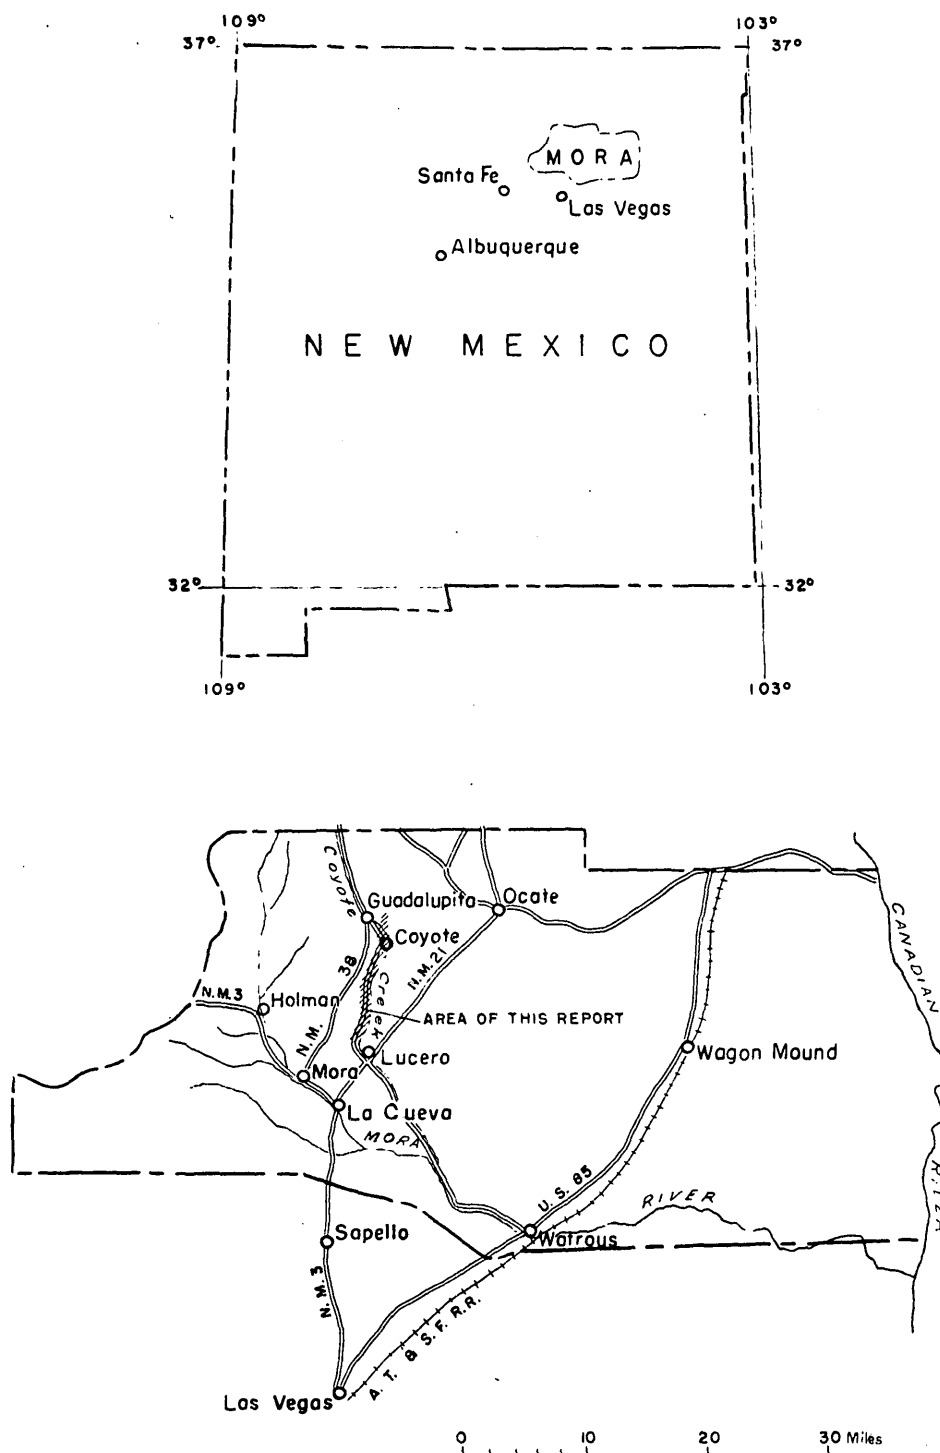 109° 103°
37° 37°
MORA
Santa Fe
Las Vegas
Albuquerque
NEW MEXICO
32° 32°
109° 103°
Coyote
Guadalupita
Ocate
Coyote
CANADIAN
N.M. 38
N.M. 21
Creek
N.M. 3
Holman
AREA OF THIS REPORT
Lucero
Wagon Mound
Mora
La Cueva
MORA
RIVER
U.S. 85
RIVER
Sapello
Watrous
N.M. 3
A.T. & S.F. R.R.
Las Vegas
0 10 20 30 Miles